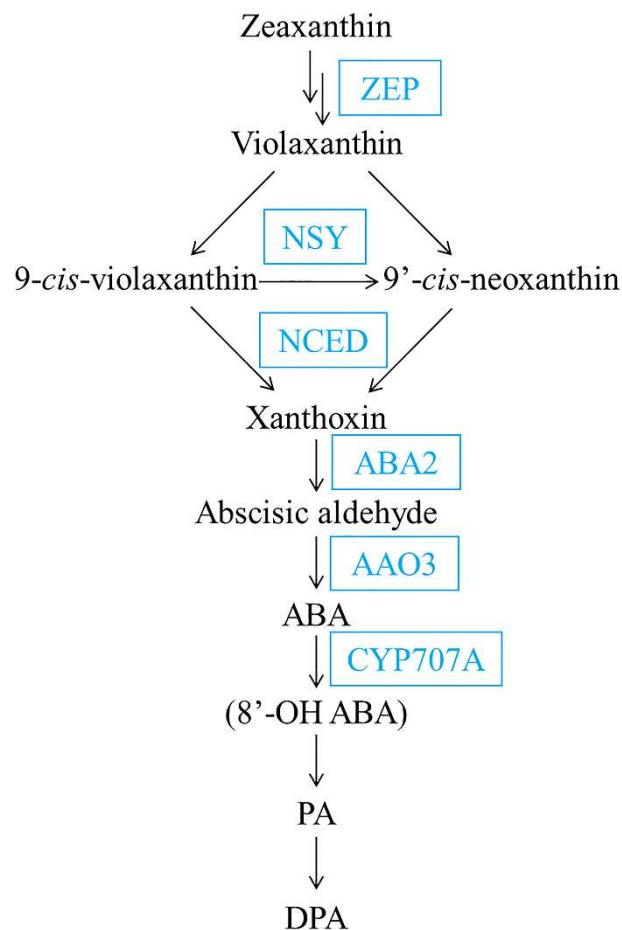 Zeaxanthin
ZEP
Violaxanthin
NSY
9-cis-violaxanthin
9’-cis-neoxanthin
NCED
Xanthoxin
ABA2
Abscisic aldehyde
AAO3
ABA
CYP707A
(8’-OH ABA)
PA
DPA